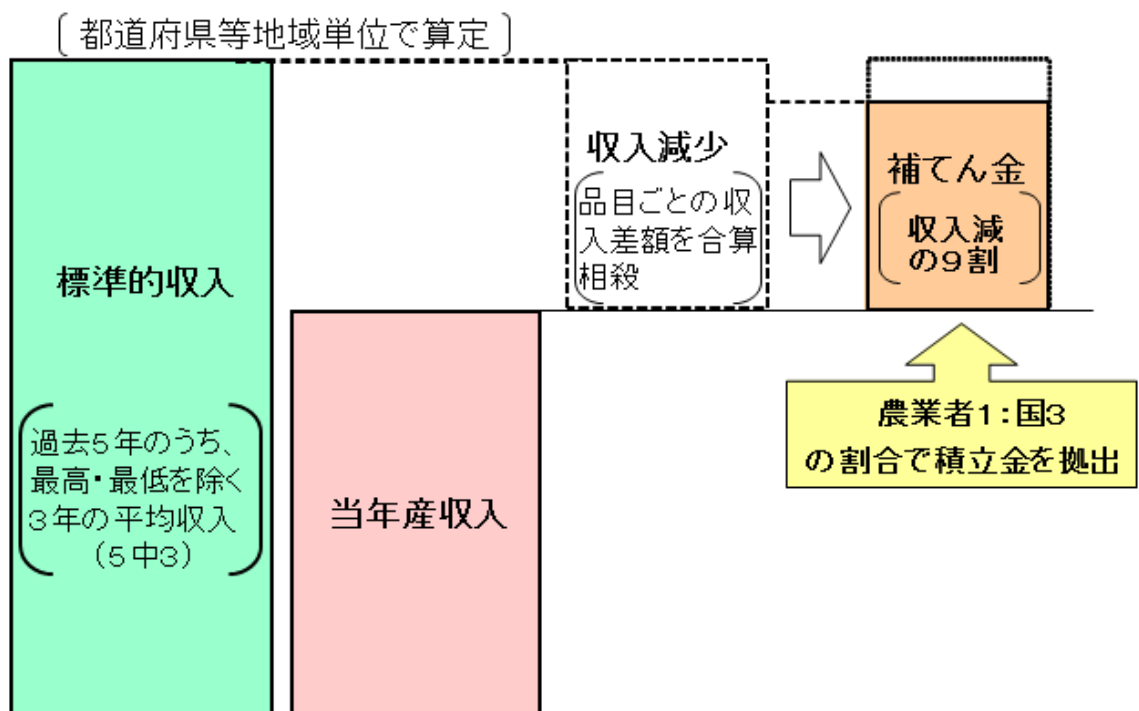 〔都道府県等地域単位で算定〕
標準的収入
過去5年のうち、
最高・最低を除く
3年の平均収入
(5中3)
当年産収入
収入減少
品目ごとの収
入差額を合算
相殺
補てん金
収入減
の9割
農業者1:国3
の割合で積立金を拠出